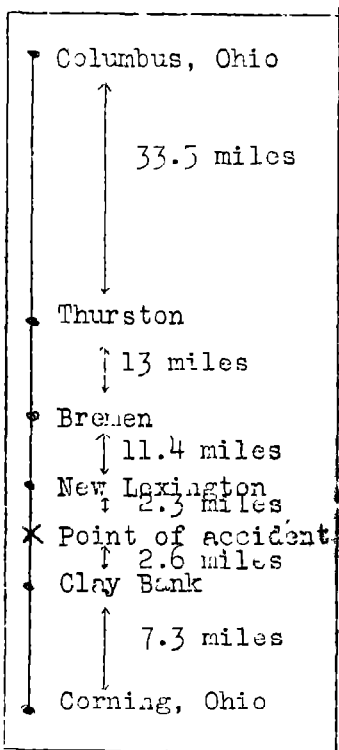 Columbus, Ohio
33.5 miles
Thurston
13 miles
Bremen
11.4 miles
New Lexington
2.3 miles
Point of accident
2.6 miles
Clay Bank
7.3 miles
Corning, Ohio